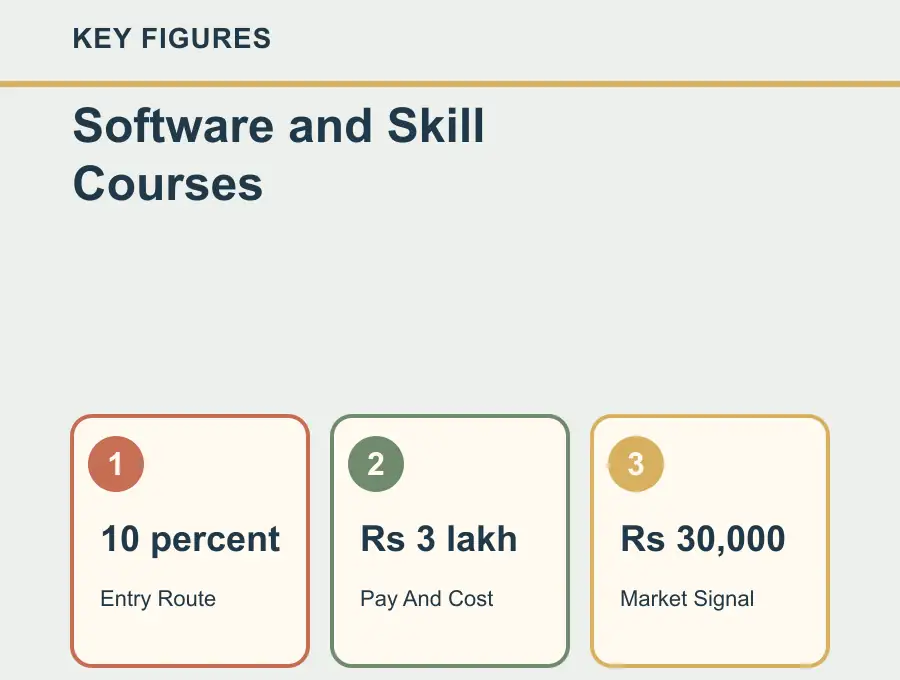 KEY FIGURES
Software and Skill
Courses
1
2
3
10 percent
Rs 3 lakh
Rs 30,000
Entry Route
Pay And Cost
Market Signal